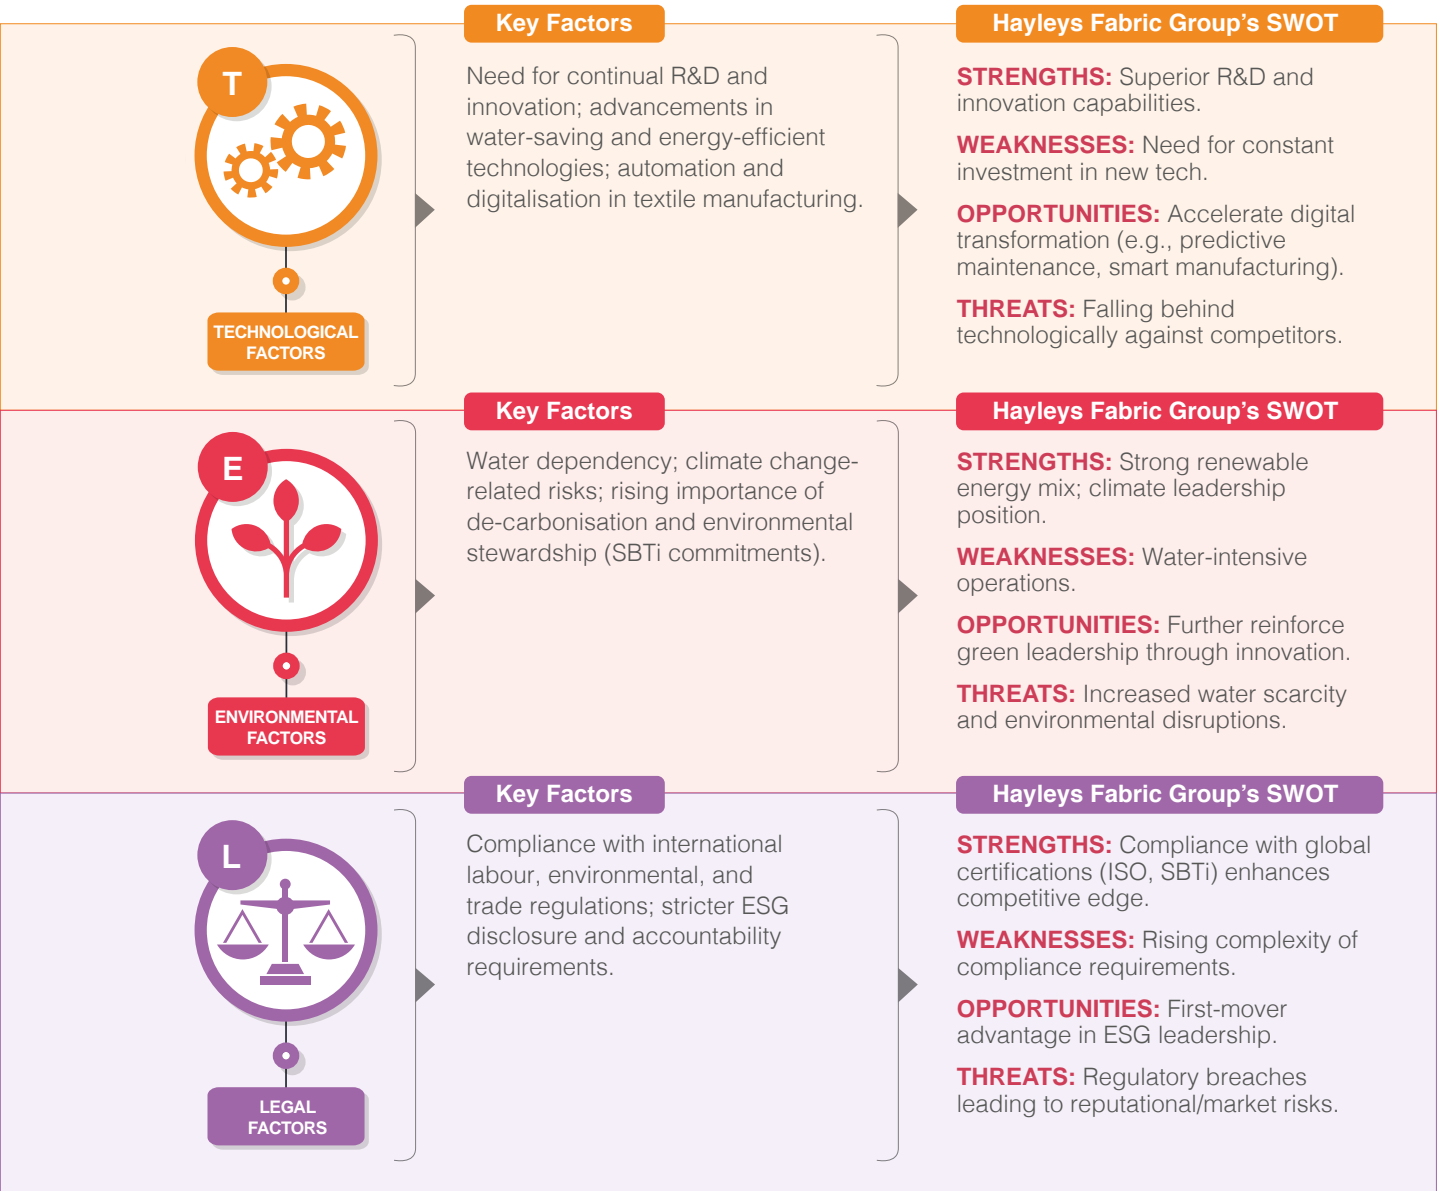 Key Factors
Hayleys Fabric Group's SWOT
T
TECHNOLOGICAL
FACTORS
Need for continual R&D and
innovation; advancements in
water-saving and energy-efficient
technologies; automation and
digitalisation in textile manufacturing.
STRENGTHS: Superior R&D and
innovation capabilities.
WEAKNESSES: Need for constant
investment in new tech.
OPPORTUNITIES: Accelerate digital
transformation (e.g., predictive
maintenance, smart manufacturing).
THREATS: Falling behind
technologically against competitors.
Key Factors
Hayleys Fabric Group's SWOT
E
ENVIRONMENTAL
FACTORS
Water dependency; climate change-
related risks; rising importance of
de-carbonisation and environmental
stewardship (SBTi commitments).
STRENGTHS: Strong renewable
energy mix; climate leadership
position.
WEAKNESSES: Water-intensive
operations.
OPPORTUNITIES: Further reinforce
green leadership through innovation.
THREATS: Increased water scarcity
and environmental disruptions.
Key Factors
Hayleys Fabric Group's SWOT
L
LEGAL
FACTORS
Compliance with international
labour, environmental, and
trade regulations; stricter ESG
disclosure and accountability
requirements.
STRENGTHS: Compliance with global
certifications (ISO, SBTi) enhances
competitive edge.
WEAKNESSES: Rising complexity of
compliance requirements.
OPPORTUNITIES: First-mover
advantage in ESG leadership.
THREATS: Regulatory breaches
leading to reputational/market risks.